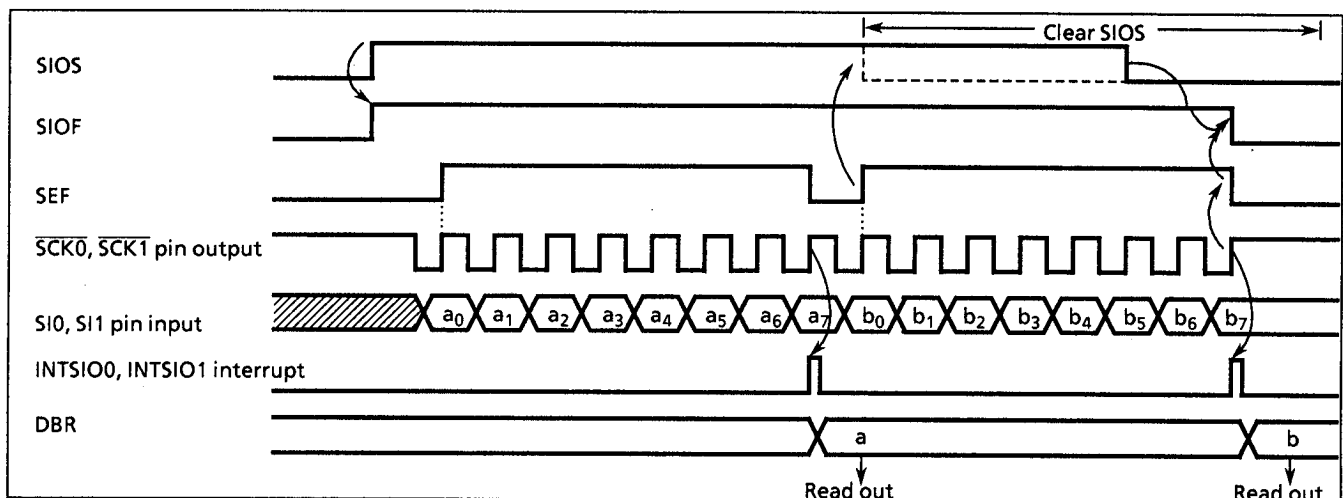 Clear SIOS
SIOS
SIOF
SEF
SCK0, SCK1 pin output
SI0, SI1 pin input
a0 a1 a2 a3 a4 a5 a6 a7 b0 b1 b2 b3 b4 b5 b6 b7
INTSIO0, INTSIO1 interrupt
DBR
a b
Read out Read out